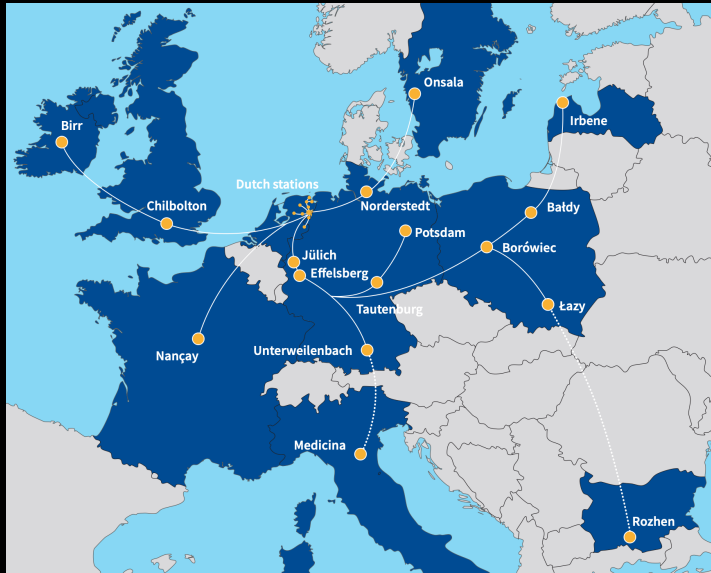 Onsala
Irbene
Birr
Dutch stations
Chilbolton
Norderstedt
Bałdy
Potsdam
Borówiec
Jülich
Effelsberg
Łazy
Tautenburg
Nançay
Unterweilenbach
Medicina
Rozhen